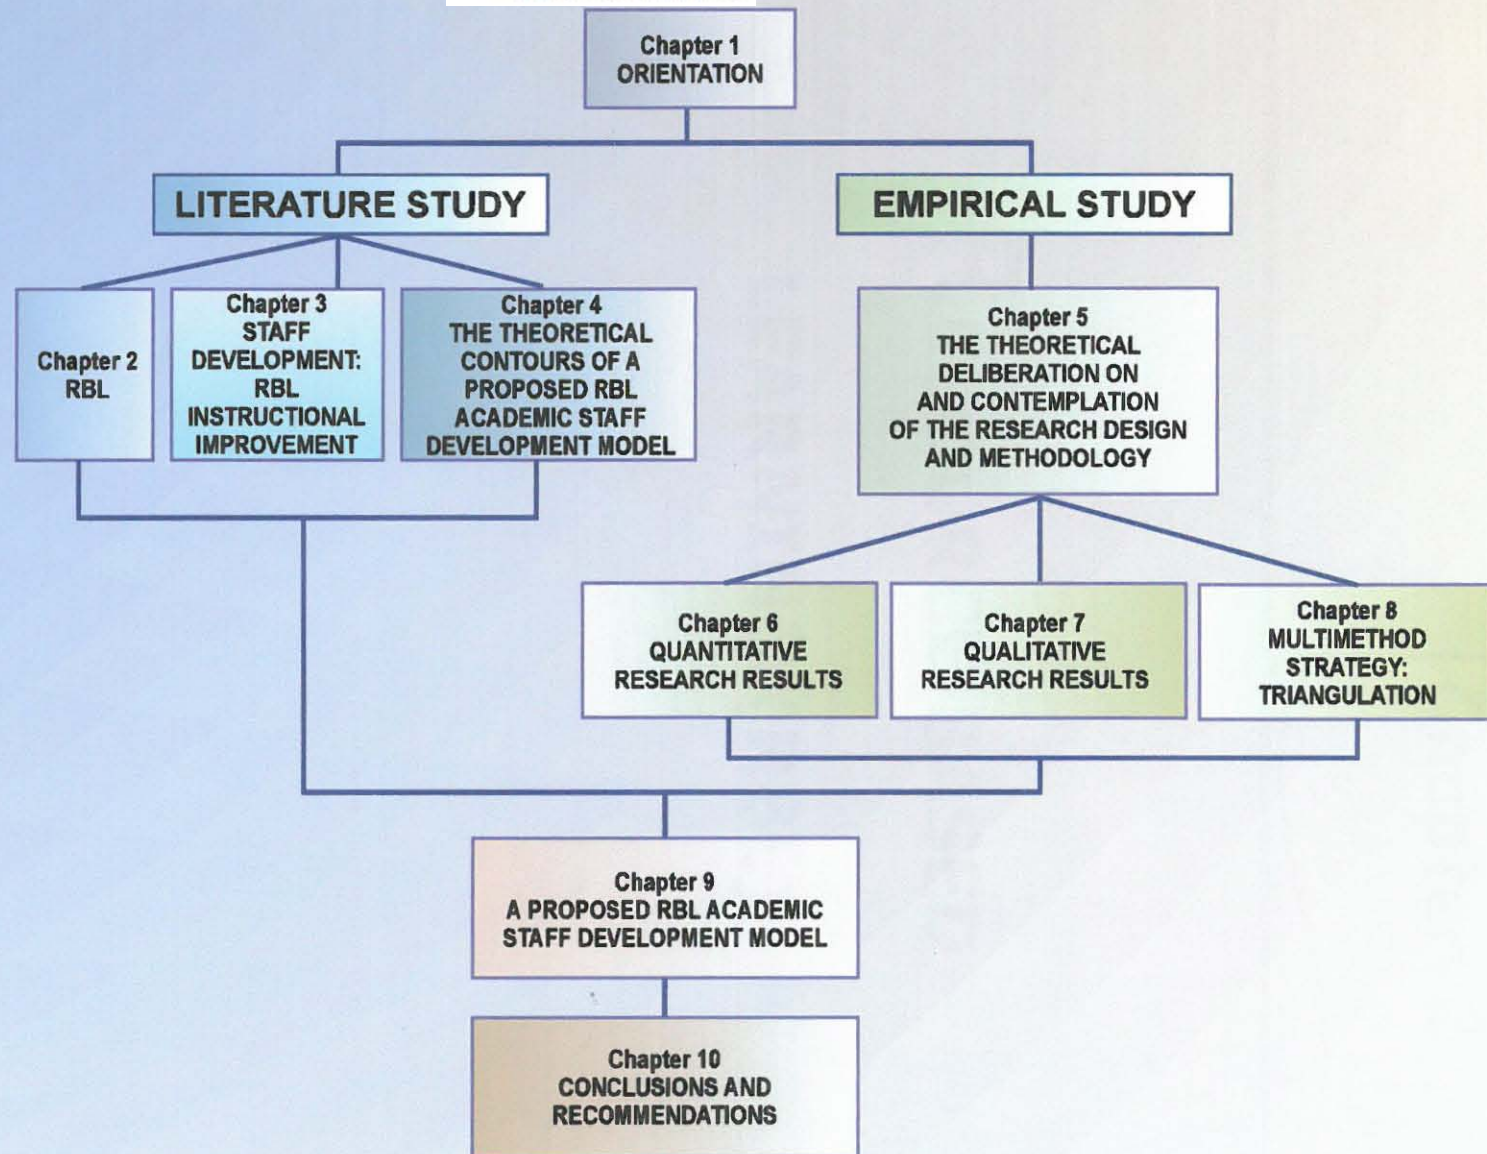 Chapter 1
ORIENTATION
LITERATURE STUDY
EMPIRICAL STUDY
Chapter 2
RBL
Chapter 3
STAFF
DEVELOPMENT:
RBL
INSTRUCTIONAL
IMPROVEMENT
Chapter 4
THE THEORETICAL
CONTOURS OF A
PROPOSED RBL
ACADEMIC STAFF
DEVELOPMENT MODEL
Chapter 5
THE THEORETICAL
DELIBERATION ON
AND CONTEMPLATION
OF THE RESEARCH DESIGN
AND METHODOLOGY
Chapter 6
QUANTITATIVE
RESEARCH RESULTS
Chapter 7
QUALITATIVE
RESEARCH RESULTS
Chapter 8
MULTIMETHOD
STRATEGY:
TRIANGULATION
Chapter 9
A PROPOSED RBL ACADEMIC
STAFF DEVELOPMENT MODEL
Chapter 10
CONCLUSIONS AND
RECOMMENDATIONS